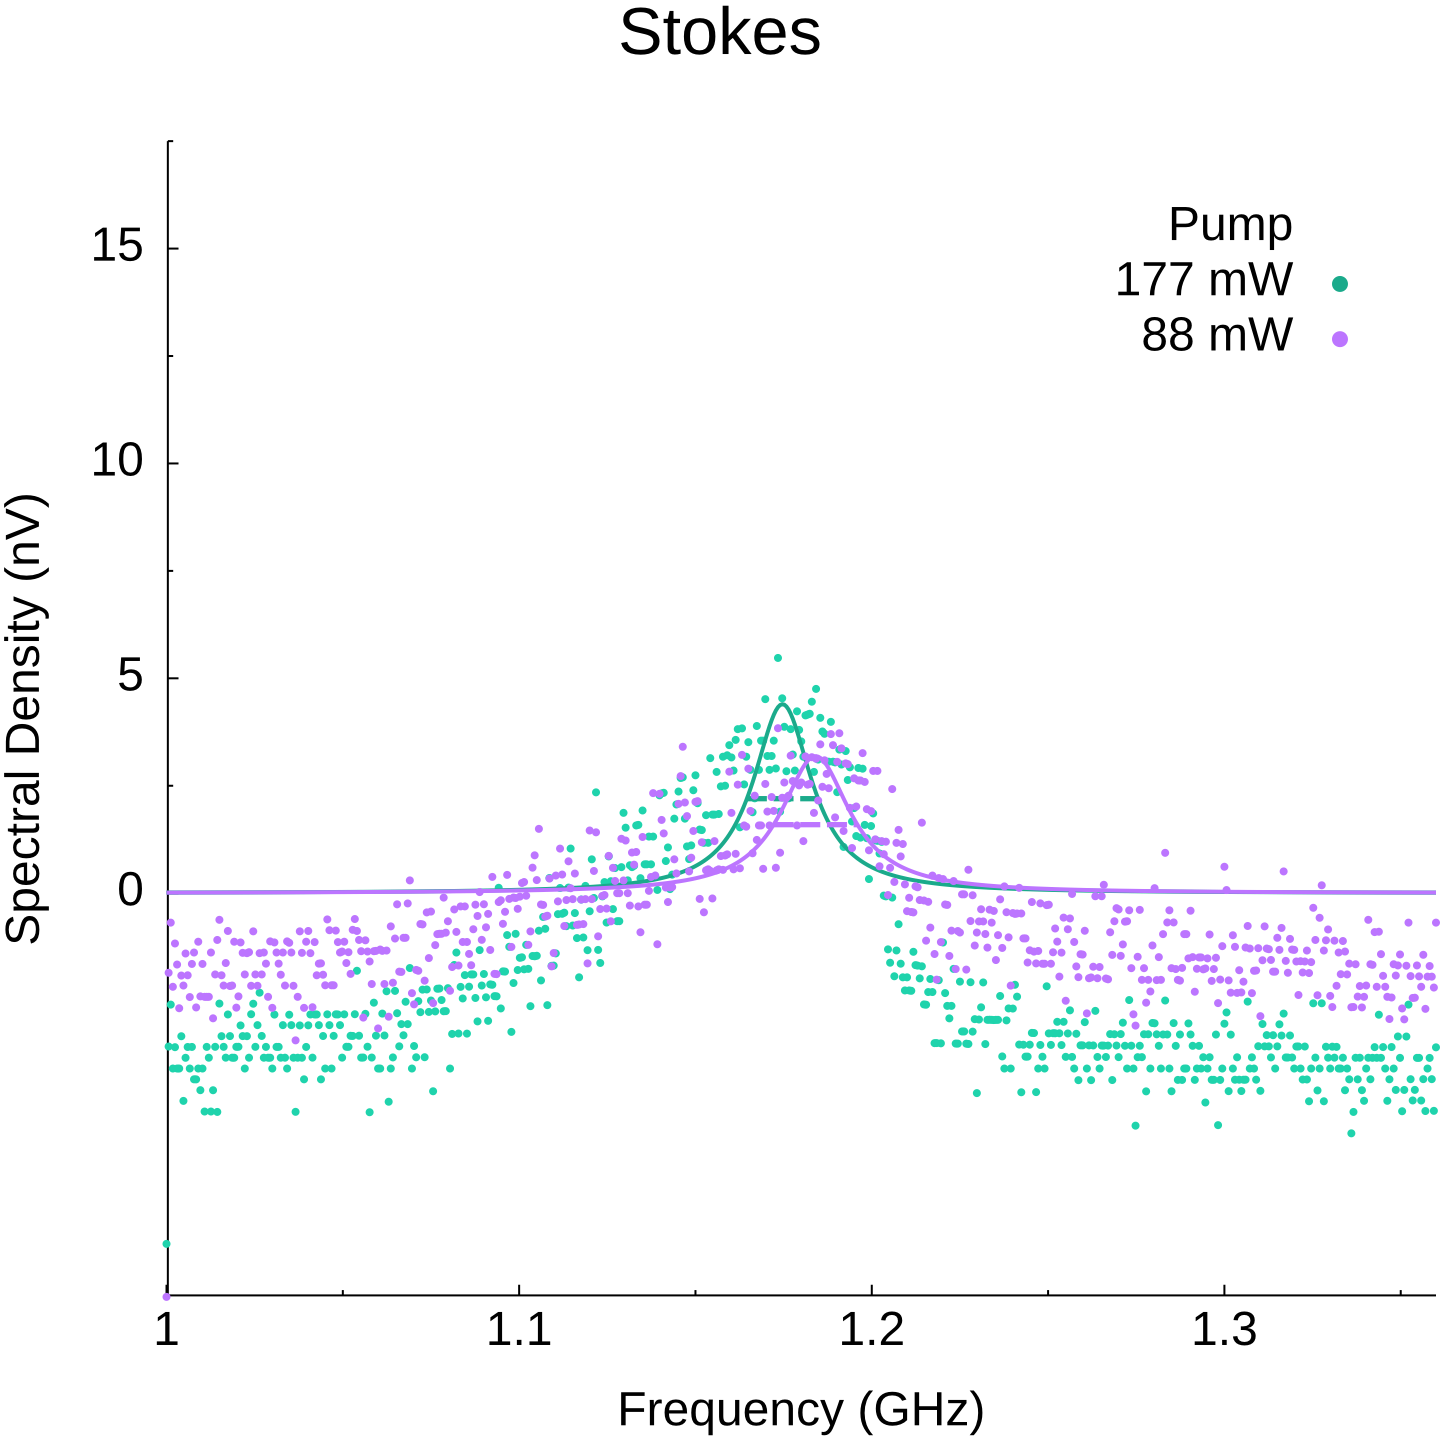 Stokes
Pump
177 mW
88 mW
15
10
5
0
Spectral Density (nV)
1 1.1 1.2 1.3
Frequency (GHz)